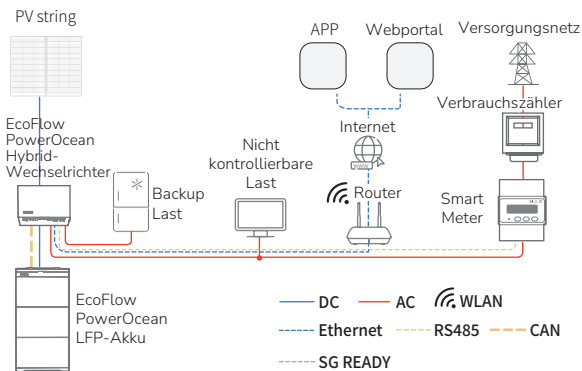 PV string
APP
Webportal
Versorgungsnetz
EcoFlow
PowerOcean
Hybrid-
Wechselrichter
Nicht
kontrollierbare
Last
Internet
www
Verbrauchszähler
Backup
Last
Router
Smart
Meter
EcoFlow
PowerOcean
LFP-Akku
DC
AC
WLAN
Ethernet
RS485
CAN
SG READY